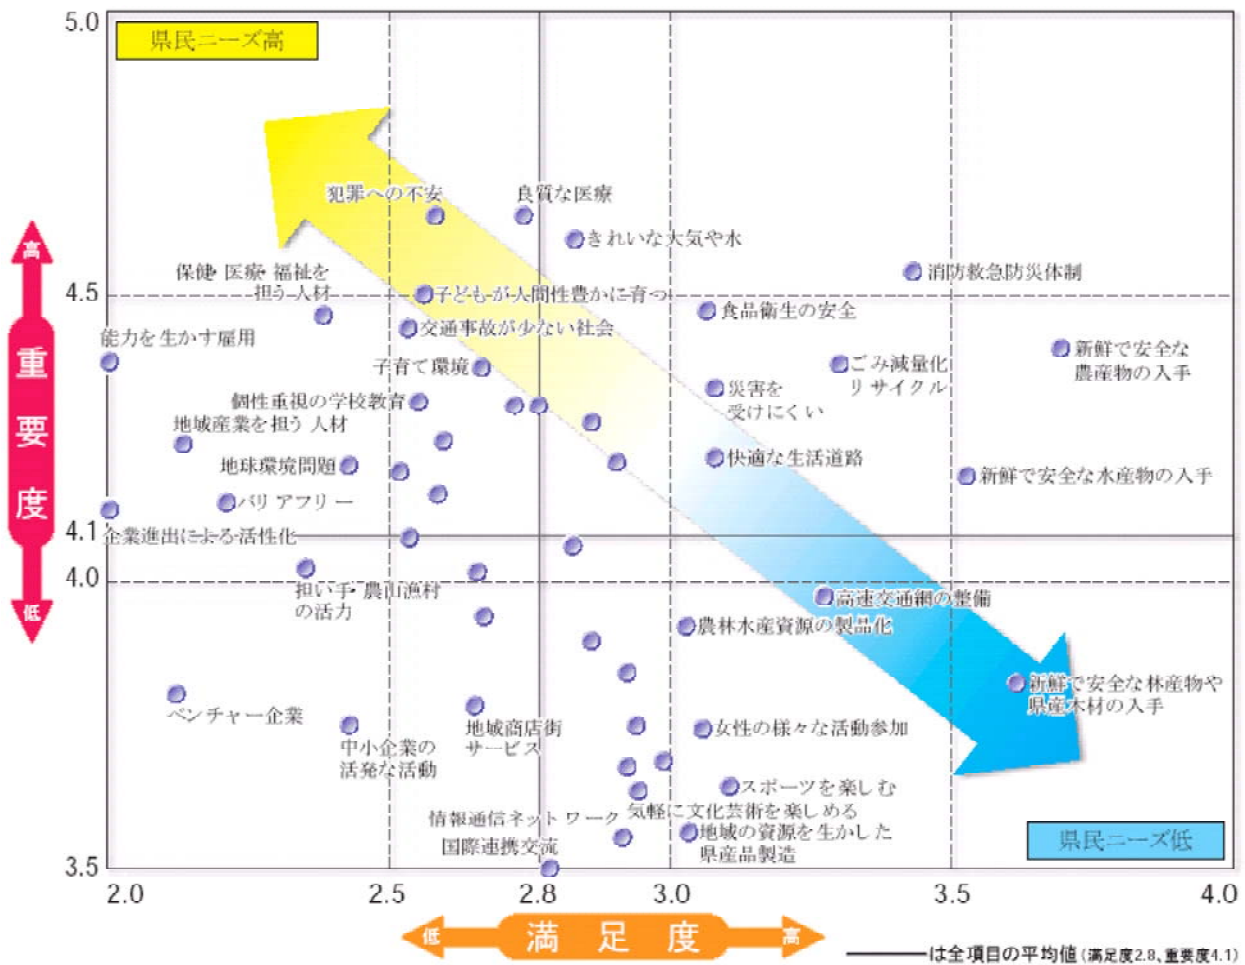 5.0
県民ニーズ高
犯罪への不安
良質な医療
きれいな大気や水
高
保健・医療・福祉を
担う人材
消防救急防災体制
4.5
子どもが人間性豊かに育つ
食品衛生の安全
交通事故が少ない社会
能力を生かす雇用
新鮮で安全な
農産物の入手
ごみ減量化
リサイクル
子育て環境
災害を
受けにくい
個性重視の学校教育
地域産業を担う人材
重要度
地球環境問題
快適な生活道路
新鮮で安全な水産物の入手
バリアフリー
4.1
企業進出による活性化
4.0
担い手・農山漁村
の活力
高速交通網の整備
低
農林水産資源の製品化
新鮮で安全な林産物や
県産木材の入手
ベンチャー企業
中小企業の
活発な活動
地域商店街
サービス
女性の様々な活動参加
スポーツを楽しむ
気軽に文化芸術を楽しめる
情報通信ネットワーク
地域の資源を生かした
県産品製造
国際連携交流
県民ニーズ低
3.5
2.0 2.5 2.8 3.0 3.5 4.0
低 満足度 高
は全項目の平均値(満足度2.8、重要度4.1)